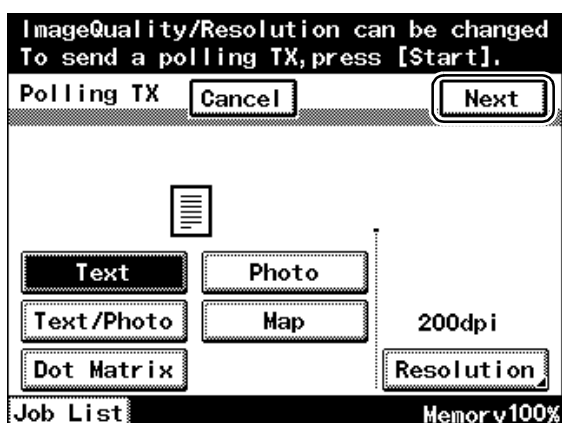 ImageQuality/Resolution can be changed
To send a polling TX,press [Start].
Polling TX Cancel Next
Text Photo
Text/Photo Map 200dpi
Dot Matrix Resolution
Job List Memory100%